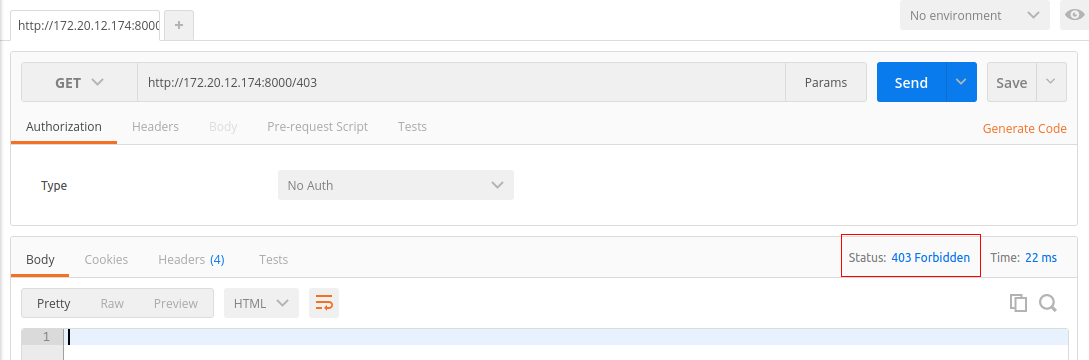 http://172.20.12.174:8000
+
No environment
GET
http://172.20.12.174:8000/403
Params
Send
Save
Authorization
Headers
Body
Pre-request Script
Tests
Generate Code
Type
No Auth
Body
Cookies
Headers (4)
Tests
Status: 403 Forbidden
Time: 22 ms
Pretty
Raw
Preview
HTML
1